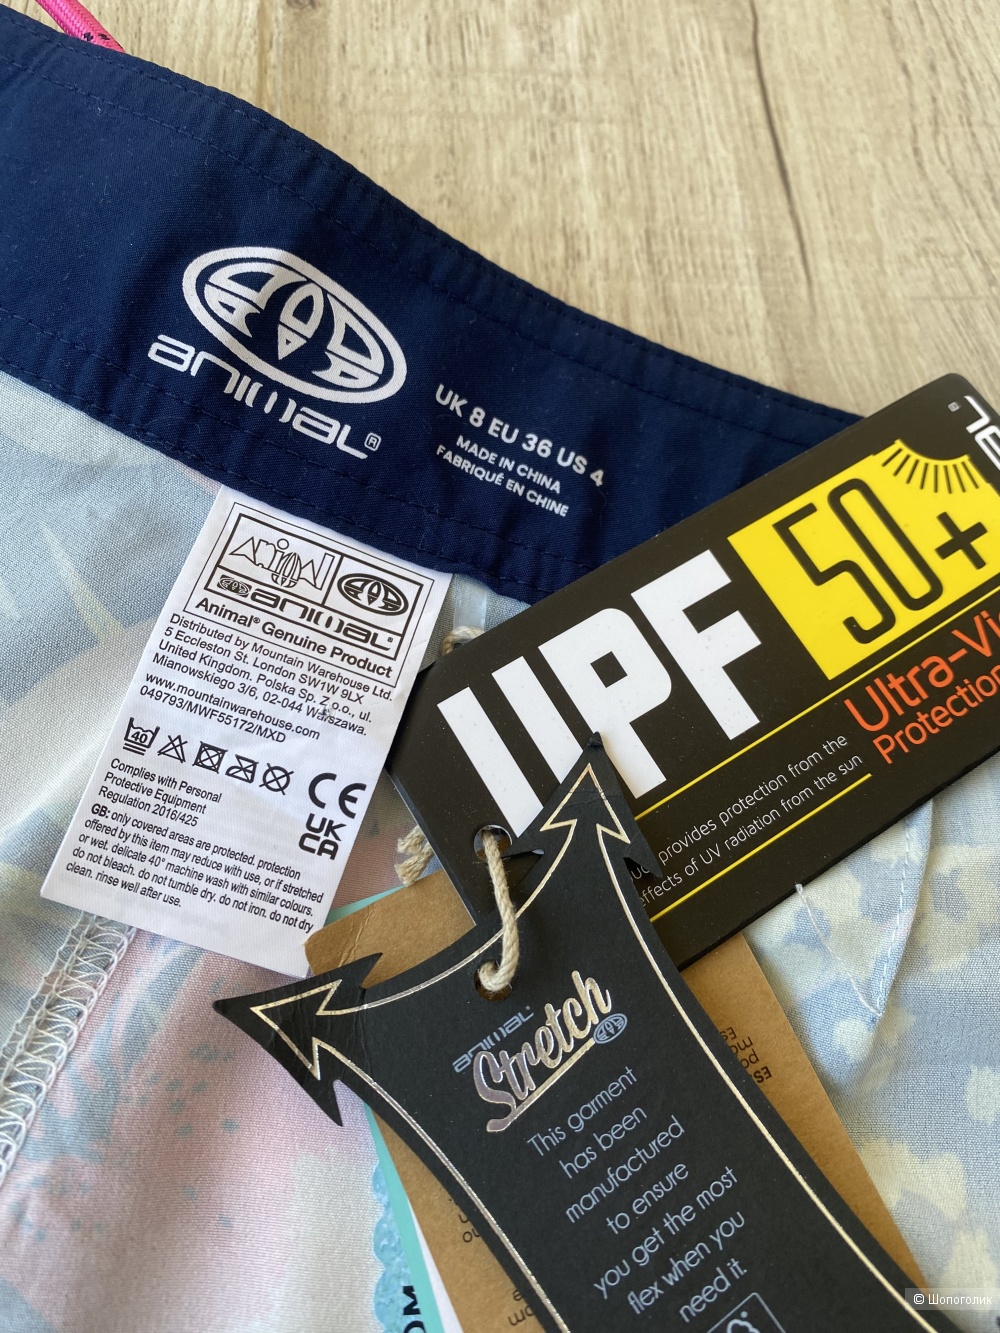 anımaL®
UK 8 EU 36 US 4
MADE IN CHINA
FABRIQUÉ EN CHINE
Animal
anımaL
Animal® Genuine Product
Distributed by Mountain Warehouse Ltd.
5 Eccleston St. London SW1W 9LX
United Kingdom. Polska Sp. Z.o.o., ul.
Mianowskiego 3/6, 02-044 Warszawa.
www.mountainwarehouse.com
049793/MWF55172/MXD
40
CE
UK
CA
Complies with Personal
Protective Equipment
Regulation 2016/425
GB: only covered areas are protected. protection
offered by this item may reduce with use, or if stretched
or wet. delicate 40° machine wash with similar colours.
do not bleach. do not tumble dry. do not iron. do not dry
clean. rinse well after use.
UPF
50+
Ultra-Vi
Protection
provides protection from the
effects of UV radiation from the sun
anımaL
Stretch
This garment
has been
manufactured
to ensure
you get the most
flex when you
need it.
ES
© Шопоголик